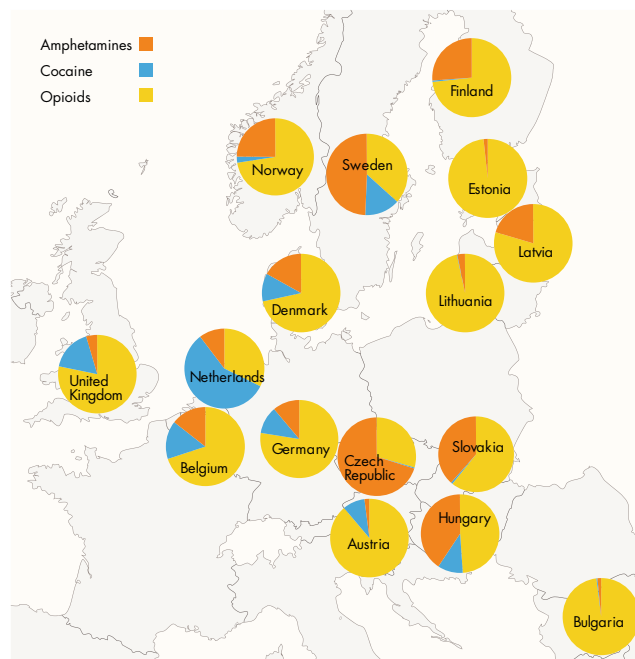 Amphetamines
Cocaine
Opioids
Finland
Norway
Sweden
Estonia
Latvia
Denmark
Lithuania
United
Kingdom
Netherlands
Belgium
Germany
Czech
Republic
Slovakia
Austria
Hungary
Bulgaria